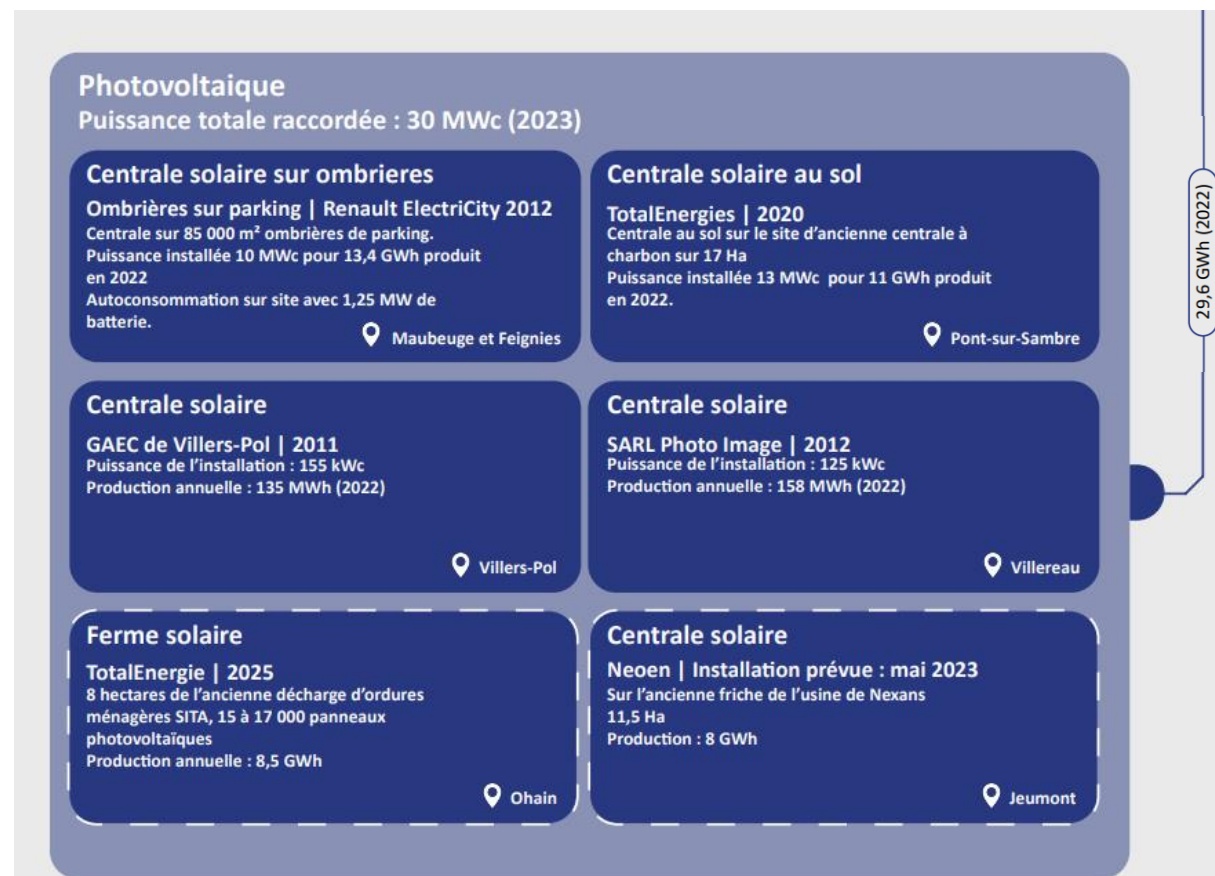 Photovoltaique
Puissance totale raccordée : 30 MWc (2023)
Centrale solaire sur ombrieres
Ombrières sur parking | Renault ElectriCity 2012
Centrale sur 85 000 m² ombrières de parking.
Puissance installée 10 MWc pour 13,4 GWh produit
en 2022
Autoconsommation sur site avec 1,25 MW de
batterie.
Maubeuge et Feignies
Centrale solaire au sol
TotalEnergies | 2020
Centrale au sol sur le site d'ancienne centrale à
charbon sur 17 Ha
Puissance installée 13 MWc  pour 11 GWh produit
en 2022.
Pont-sur-Sambre
Centrale solaire
GAEC de Villers-Pol | 2011
Puissance de l'installation : 155 kWc
Production annuelle : 135 MWh (2022)
Villers-Pol
Centrale solaire
SARL Photo Image | 2012
Puissance de l'installation : 125 kWc
Production annuelle : 158 MWh (2022)
Villereau
Ferme solaire
TotalEnergie | 2025
8 hectares de l'ancienne décharge d'ordures
ménagères SITA, 15 à 17 000 panneaux
photovoltaïques
Production annuelle : 8,5 GWh
Ohain
Centrale solaire
Neoen | Installation prévue : mai 2023
Sur l'ancienne friche de l'usine de Nexans
11,5 Ha
Production : 8 GWh
Jeumont
29,6 GWh (2022)